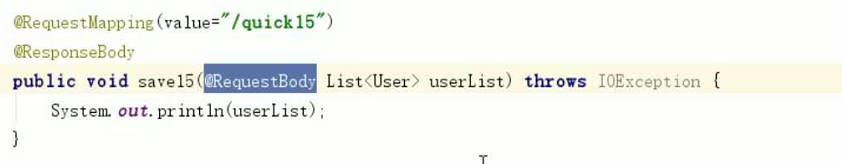 @RequestMapping(value="/quick15")
@ResponseBody
public void save15(@RequestBody List<User> userList) throws IOException {
System.out.println(userList);
}